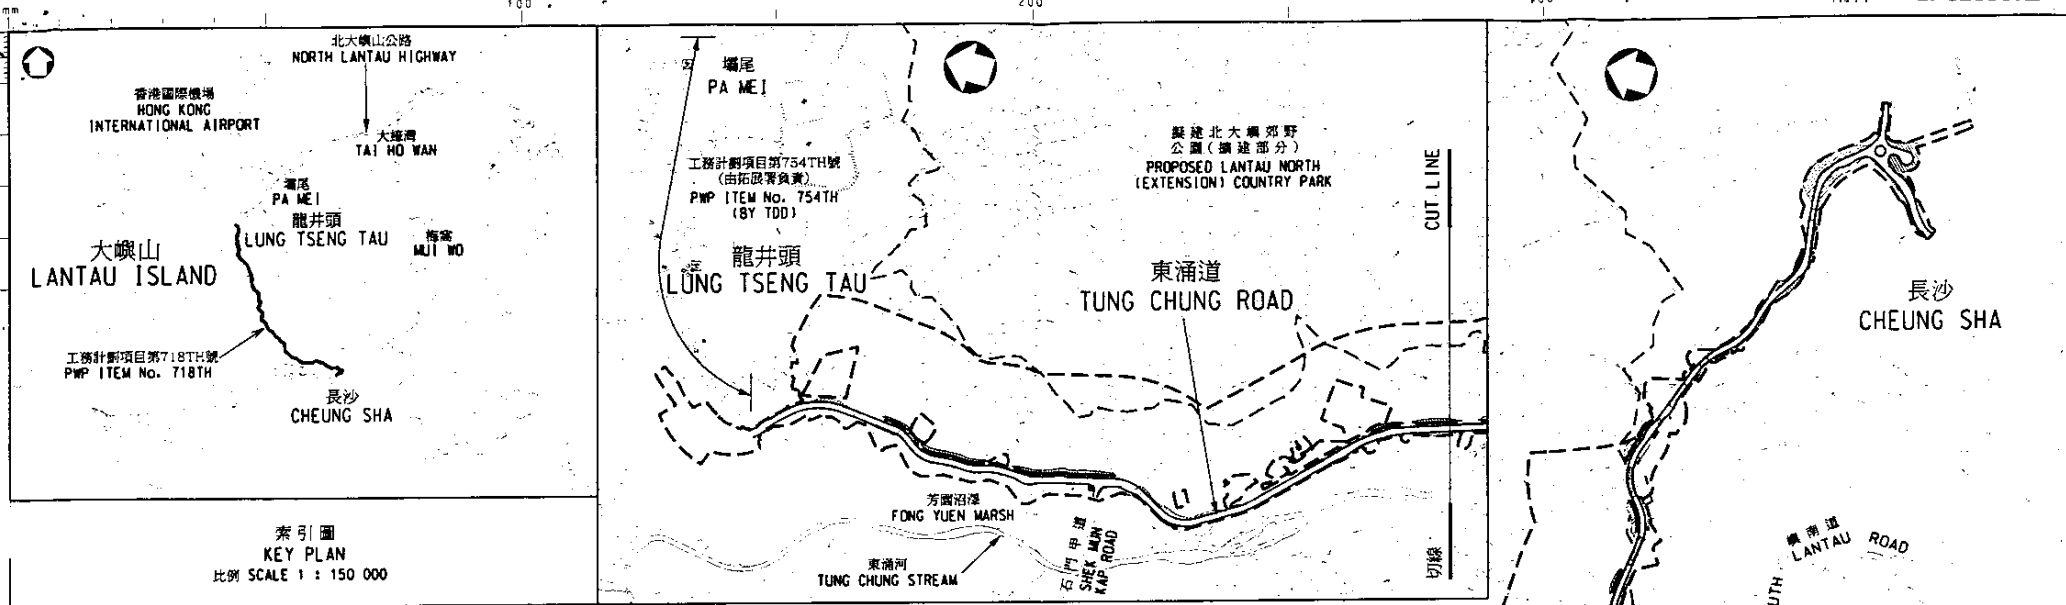 mm
100
200
北大嶼山公路
NORTH LANTAU HIGHWAY
香港國際機場
HONG KONG
INTERNATIONAL AIRPORT
大蠔灣
TAI HO WAN
壩尾
PA MEI
龍井頭
LUNG TSENG TAU
梅窩
MUI WO
大嶼山
LANTAU ISLAND
工務計劃項目第718TH號
PWP ITEM No. 718TH
長沙
CHEUNG SHA
索引圖
KEY PLAN
比例 SCALE 1 : 150 000
壩尾
PA MEI
工務計劃項目第754TH號
(由拓展署負責)
PWP ITEM No. 754TH
(BY TDD)
龍井頭
LUNG TSENG TAU
擬建北大嶼郊野
公園(擴建部分)
PROPOSED LANTAU NORTH
(EXTENSION) COUNTRY PARK
東涌道
TUNG CHUNG ROAD
CUT LINE
切線
芳園沼澤
FONG YUEN MARSH
東涌河
TUNG CHUNG STREAM
石門甲道
SHEK MUN
KAP ROAD
長沙
CHEUNG SHA
嶼南道
LANTAU ROAD